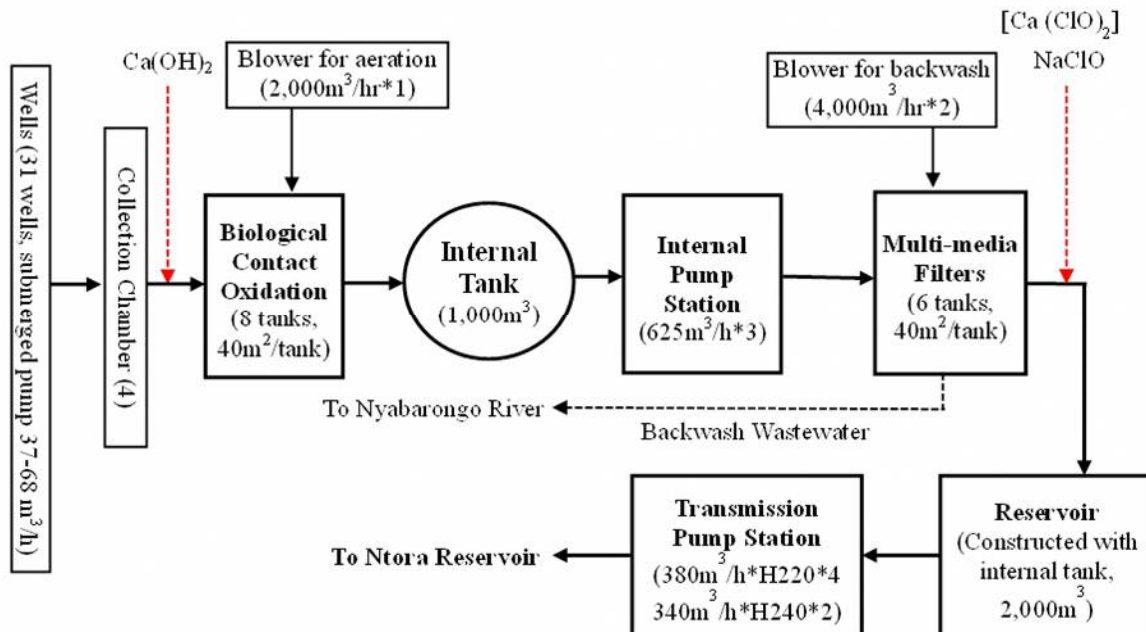 Wells (31 wells, submerged pump 37-68 m³/h)
Collection Chamber (4)
Ca(OH)₂
Blower for aeration
(2,000m³/hr*1)
Biological
Contact
Oxidation
(8 tanks,
40m²/tank)
Internal
Tank
(1,000m³)
Internal
Pump
Station
(625m³/h*3)
Blower for backwash
(4,000m³/hr*2)
Multi-media
Filters
(6 tanks,
40m²/tank)
[Ca (ClO)₂]
NaClO
To Nyabarongo River
Backwash Wastewater
Reservoir
(Constructed with
internal tank,
2,000m³)
Transmission
Pump Station
(380m³/h*H220*4
340m³/h*H240*2)
To Ntora Reservoir